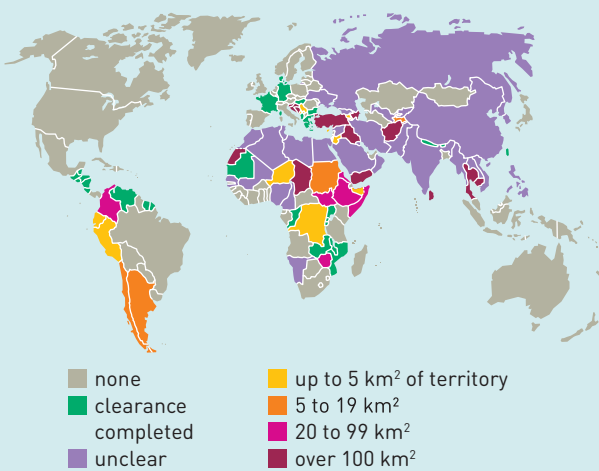 none
clearance
completed
unclear
up to 5 km² of territory
5 to 19 km²
20 to 99 km²
over 100 km²